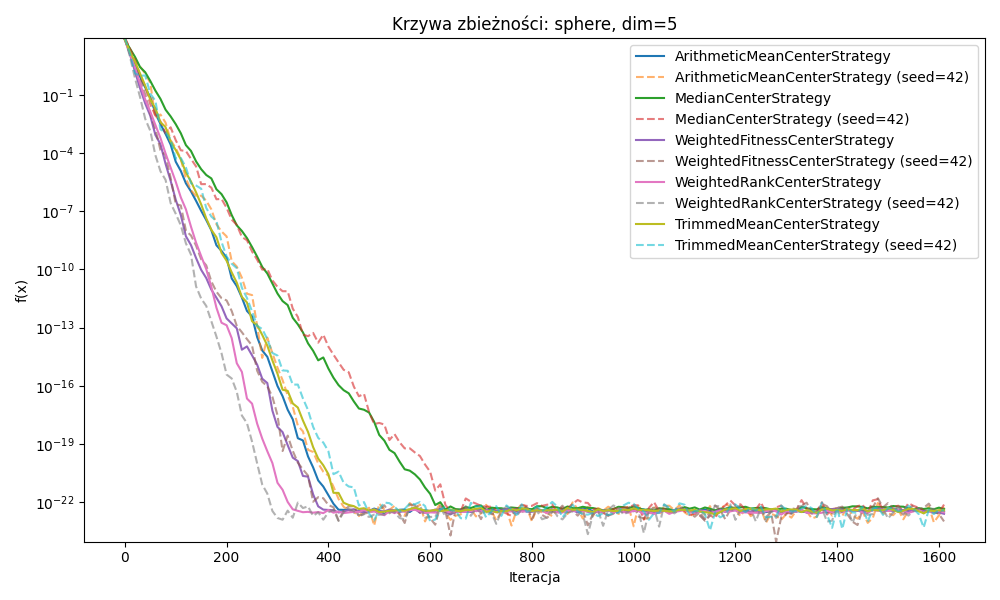 Krzywa zbieżności: sphere, dim=5
ArithmeticMeanCenterStrategy
ArithmeticMeanCenterStrategy (seed=42)
MedianCenterStrategy
MedianCenterStrategy (seed=42)
WeightedFitnessCenterStrategy
WeightedFitnessCenterStrategy (seed=42)
WeightedRankCenterStrategy
WeightedRankCenterStrategy (seed=42)
TrimmedMeanCenterStrategy
TrimmedMeanCenterStrategy (seed=42)
f(x)
10⁻¹
10⁻⁴
10⁻⁷
10⁻¹⁰
10⁻¹³
10⁻¹⁶
10⁻¹⁹
10⁻²²
0 200 400 600 800 1000 1200 1400 1600
Iteracja